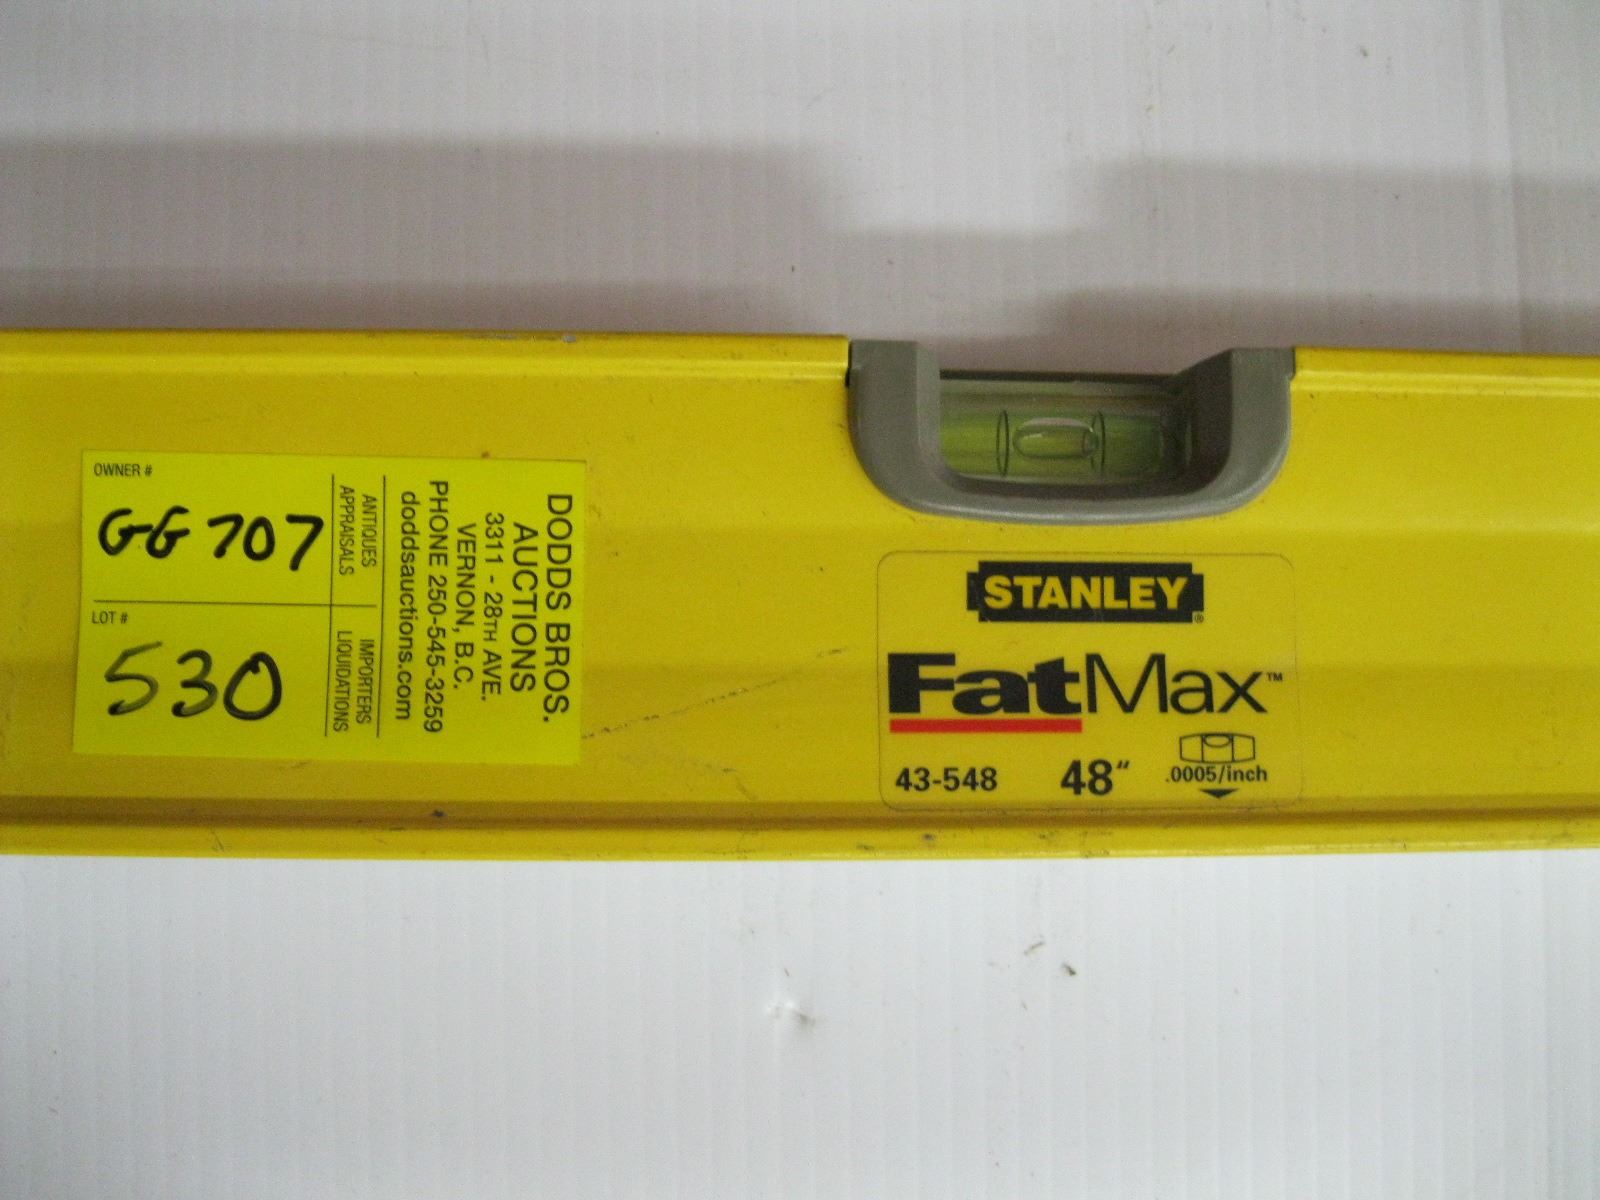 OWNER #
GG 707
LOT #
530
ANTIQUES
APPRAISALS
IMPORTERS
LIQUIDATIONS
DODDS BROS.
AUCTIONS
3311 - 28TH AVE.
VERNON, B.C.
PHONE 250-545-3259
doddsauctions.com
STANLEY®
FatMax™
43-548 48" .0005/inch